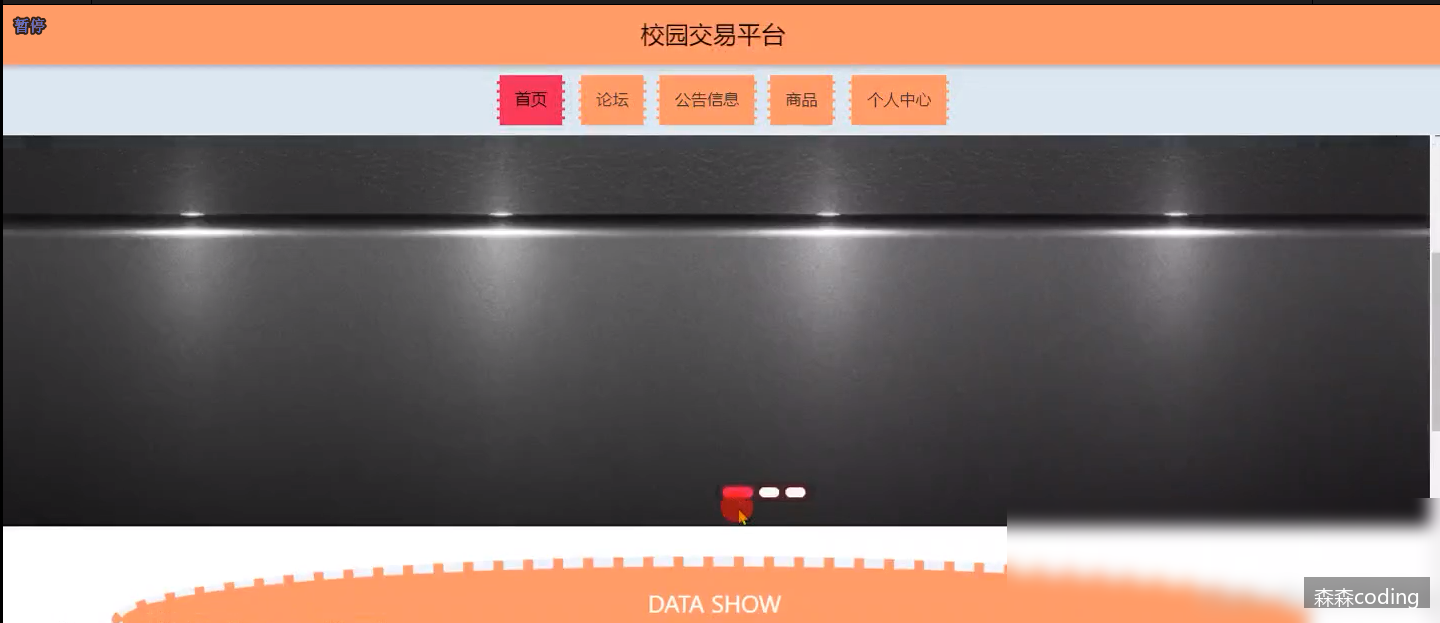 暂停
校园交易平台
首页 论坛 公告信息 商品 个人中心
DATA SHOW
森森coding